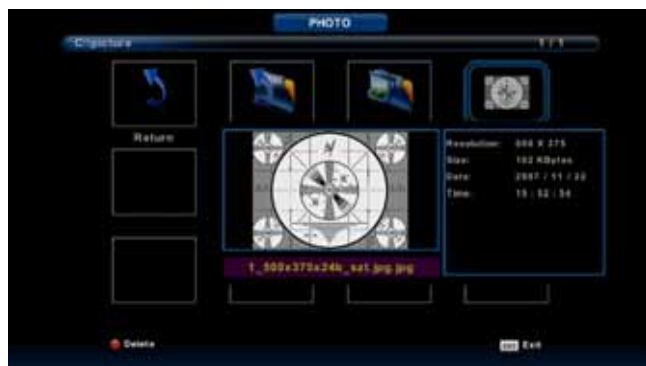 PHOTO
C:\picture 1 / 1
Return
Resolution: 500 X 375
Size: 102 KBytes
Date: 2007 / 11 / 22
Time: 15 : 52 : 54
1_500x375x24b_sat.jpg.jpg
Delete
Exit